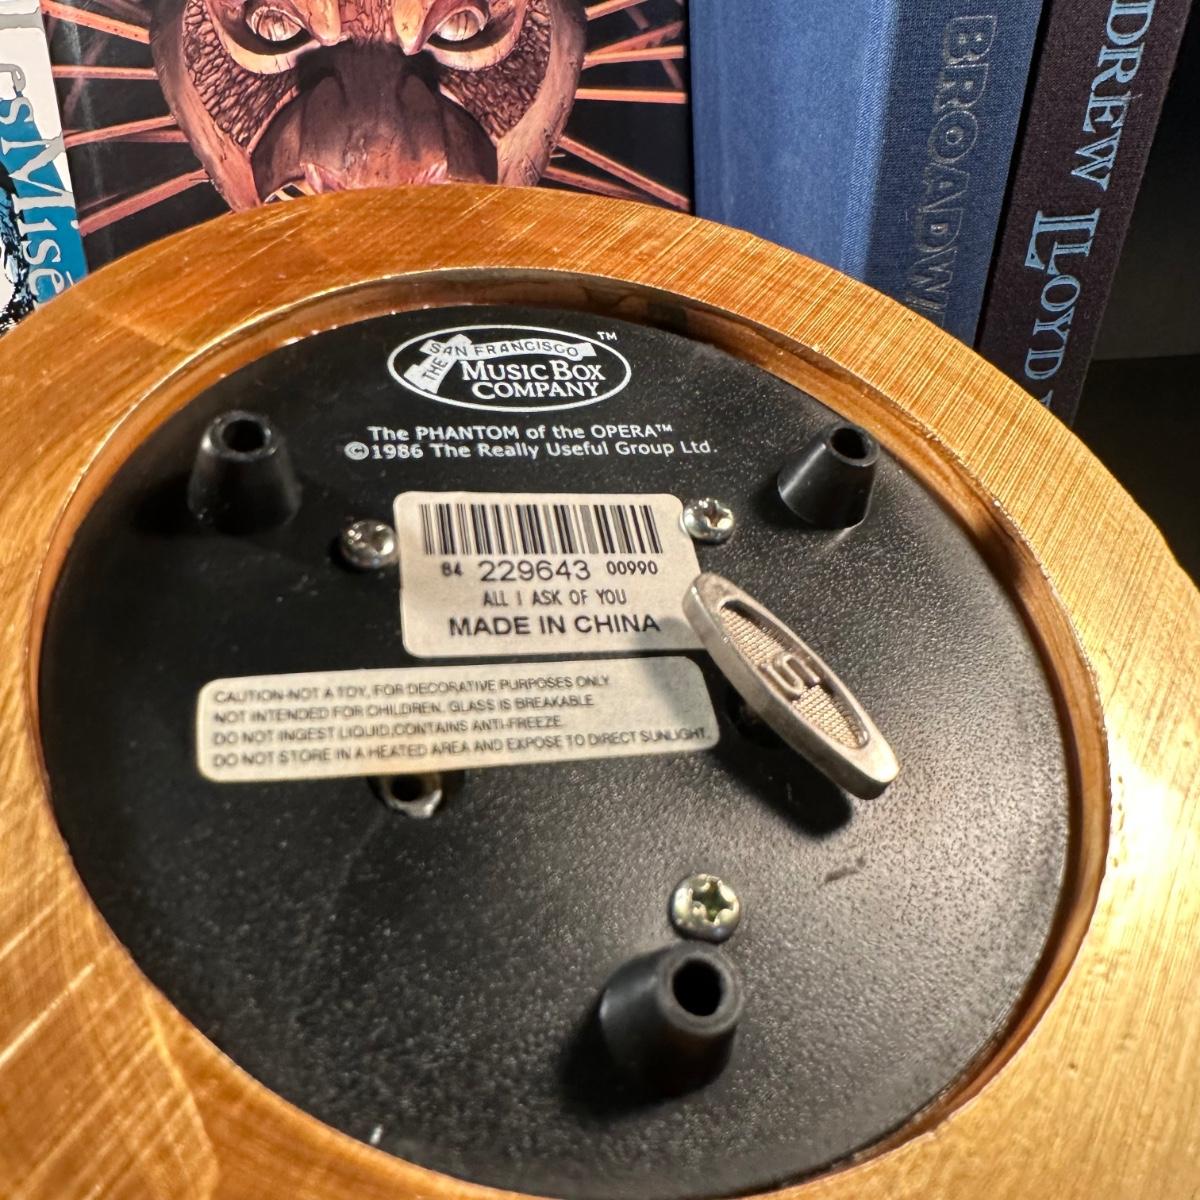 esMisé
BROADW
DREW LLOYD
THE SAN FRANCISCO
MUSIC BOX
COMPANY
™
The PHANTOM of the OPERA™
©1986 The Really Useful Group Ltd.
84 229643 00990
ALL I ASK OF YOU
MADE IN CHINA
CAUTION-NOT A TOY, FOR DECORATIVE PURPOSES ONLY.
NOT INTENDED FOR CHILDREN. GLASS IS BREAKABLE
DO NOT INGEST LIQUID,CONTAINS ANTI-FREEZE.
DO NOT STORE IN A HEATED AREA AND EXPOSE TO DIRECT SUNLIGHT.